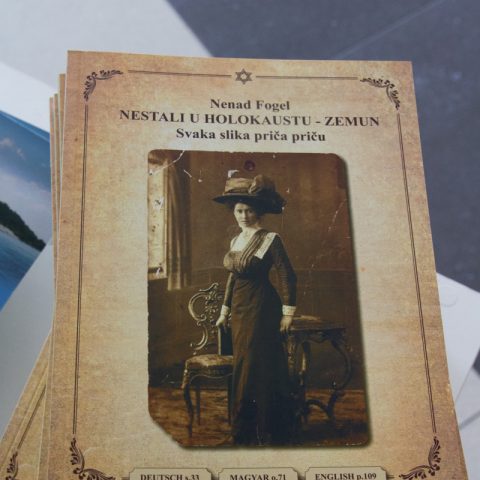 Nenad Fogel
NESTALI U HOLOKAUSTU - ZEMUN
Svaka slika priča priču
DEUTSCH s.33 MAGYAR o.71 ENGLISH p.109